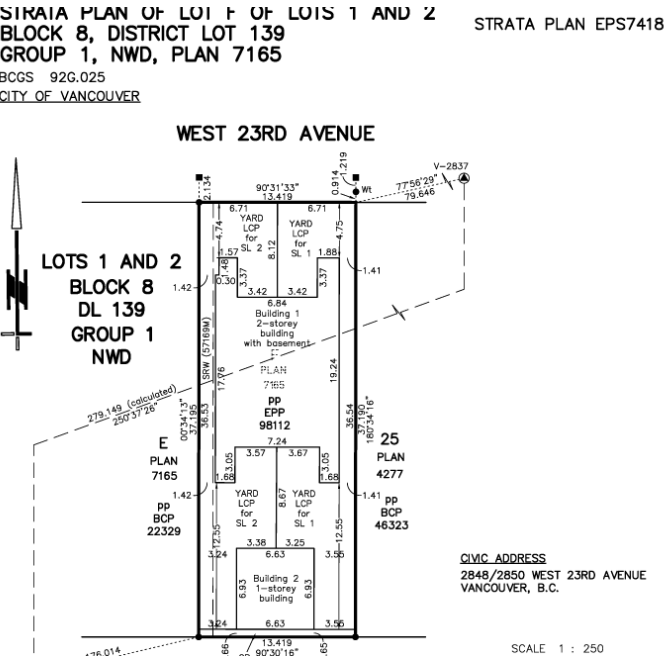 STRATA PLAN OF LOT F OF LOTS 1 AND 2
BLOCK 8, DISTRICT LOT 139
GROUP 1, NWD, PLAN 7165
BCGS 92G.025
CITY OF VANCOUVER
STRATA PLAN EPS7418
WEST 23RD AVENUE
V-2837
77°56'29"
79.646
2.134
0.914
1.219
Wt
90°31'33"
13.419
6.71
6.71
4.74
YARD
LCP
for
SL 2
8.12
YARD
LCP
for
SL 1
4.75
1.57
1.88
1.48
0.30
3.37
3.37
1.42
1.41
3.42
3.42
6.84
LOTS 1 AND 2
BLOCK 8
DL 139
GROUP 1
NWD
Building 1
2-storey
building
with basement
F
PLAN
7165
PP
EPP
98112
SRW (57169M)
17.76
19.24
279.149 (calculated)
250°37'26"
00°34'13"
37.195
36.53
36.54
37.190
180°34'16"
E
PLAN
7165
PP
BCP
22329
25
PLAN
4277
PP
BCP
46323
7.24
3.57
3.67
3.05
3.05
1.68
1.68
1.42
1.41
YARD
LCP
for
SL 2
8.67
YARD
LCP
for
SL 1
12.55
12.55
3.38
3.25
3.24
6.63
3.55
6.93
6.93
Building 2
1-storey
building
3.24
6.63
3.55
13.419
90°30'16"
176.014
CIVIC ADDRESS
2848/2850 WEST 23RD AVENUE
VANCOUVER, B.C.
SCALE 1 : 250